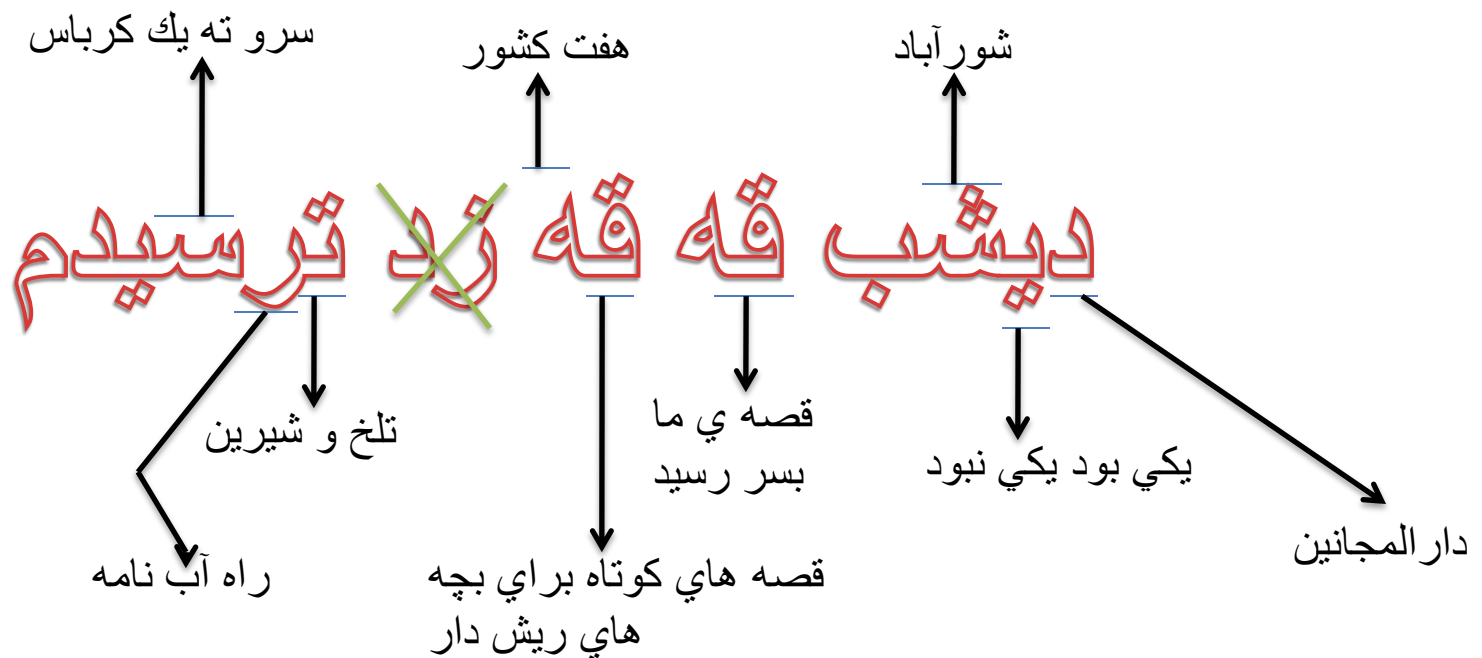 شورآباد
هفت كشور
سرو ته يك كرباس
ديشب قه قه زد ترسيدم
قصه ي ما
بسر رسيد
تلخ و شيرين
يكي بود يكي نبود
دارالمجانين
قصه هاي كوتاه براي بچه
هاي ريش دار
راه آب نامه